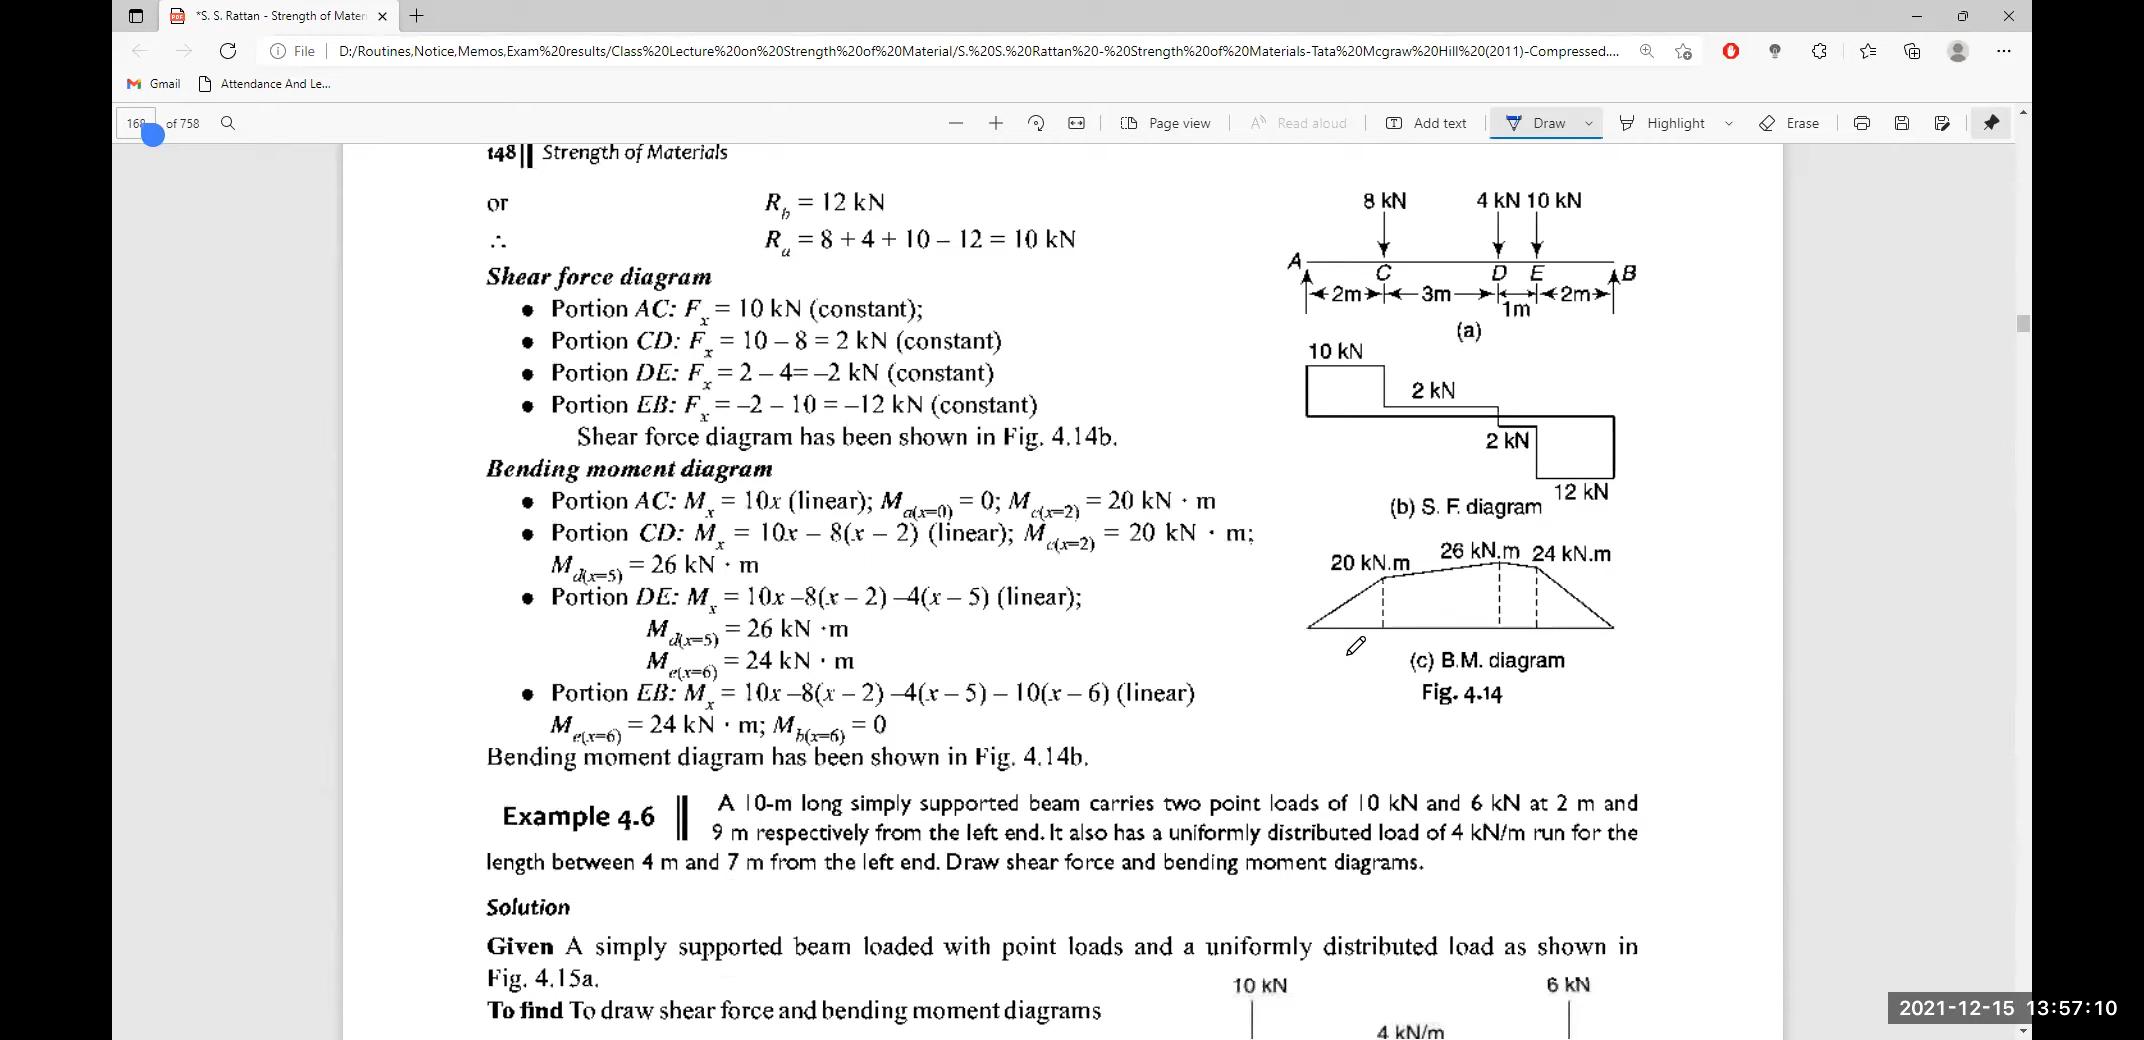 *S. S. Rattan - Strength of Mater
File
D:/Routines,Notice,Memos,Exam%20results/Class%20Lecture%20on%20Strength%20of%20Material/S.%20S.%20Rattan%20-%20Strength%20of%20Materials-Tata%20Mcgraw%20Hill%20(2011)-Compressed....
Gmail
Attendance And Le...
168 of 758
Page view
Read aloud
Add text
Draw
Highlight
Erase
148 || Strength of Materials
or R_b = 12 kN
∴ R_a = 8 + 4 + 10 – 12 = 10 kN
Shear force diagram
• Portion AC: F_x = 10 kN (constant);
• Portion CD: F_x = 10 – 8 = 2 kN (constant)
• Portion DE: F_x = 2 – 4= –2 kN (constant)
• Portion EB: F_x = –2 – 10 = –12 kN (constant)
Shear force diagram has been shown in Fig. 4.14b.
Bending moment diagram
• Portion AC: M_x = 10x (linear); M_a(x=0) = 0; M_c(x=2) = 20 kN · m
• Portion CD: M_x = 10x – 8(x – 2) (linear); M_c(x=2) = 20 kN · m;
M_d(x=5) = 26 kN · m
• Portion DE: M_x = 10x –8(x – 2) –4(x – 5) (linear);
M_d(x=5) = 26 kN ·m
M_e(x=6) = 24 kN · m
• Portion EB: M_x = 10x –8(x – 2) –4(x – 5) – 10(x – 6) (linear)
M_e(x=6) = 24 kN · m; M_b(x=6) = 0
Bending moment diagram has been shown in Fig. 4.14b.
8 kN 4 kN 10 kN
A C D E B
2m 3m 1m 2m
(a)
10 kN
2 kN
2 kN
12 kN
(b) S. F. diagram
20 kN.m 26 kN.m 24 kN.m
(c) B.M. diagram
Fig. 4.14
Example 4.6 || A 10-m long simply supported beam carries two point loads of 10 kN and 6 kN at 2 m and
9 m respectively from the left end. It also has a uniformly distributed load of 4 kN/m run for the
length between 4 m and 7 m from the left end. Draw shear force and bending moment diagrams.
Solution
Given A simply supported beam loaded with point loads and a uniformly distributed load as shown in
Fig. 4.15a.
To find To draw shear force and bending moment diagrams
10 kN 6 kN
4 kN/m
2021-12-15 13:57:10